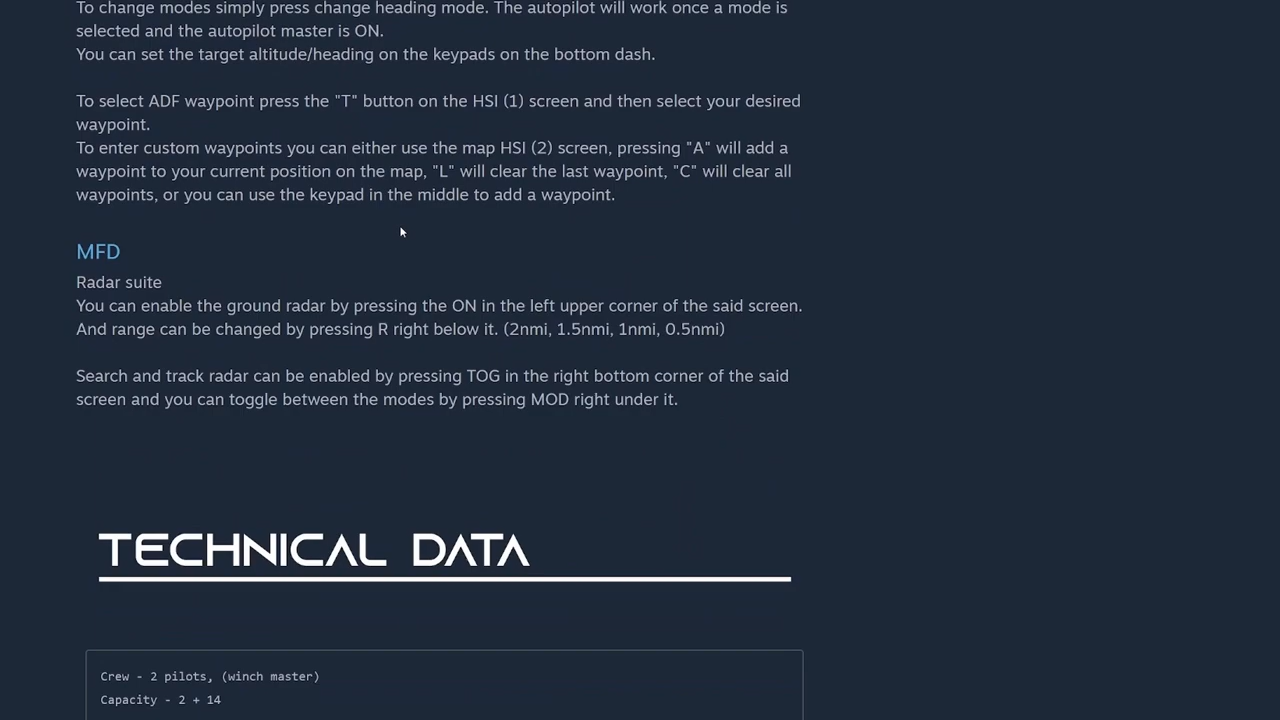 To change modes simply press change heading mode. The autopilot will work once a mode is
selected and the autopilot master is ON.
You can set the target altitude/heading on the keypads on the bottom dash.
To select ADF waypoint press the "T" button on the HSI (1) screen and then select your desired
waypoint.
To enter custom waypoints you can either use the map HSI (2) screen, pressing "A" will add a
waypoint to your current position on the map, "L" will clear the last waypoint, "C" will clear all
waypoints, or you can use the keypad in the middle to add a waypoint.
MFD
Radar suite
You can enable the ground radar by pressing the ON in the left upper corner of the said screen.
And range can be changed by pressing R right below it. (2nmi, 1.5nmi, 1nmi, 0.5nmi)
Search and track radar can be enabled by pressing TOG in the right bottom corner of the said
screen and you can toggle between the modes by pressing MOD right under it.
TECHNICAL DATA
Crew - 2 pilots, (winch master)
Capacity - 2 + 14